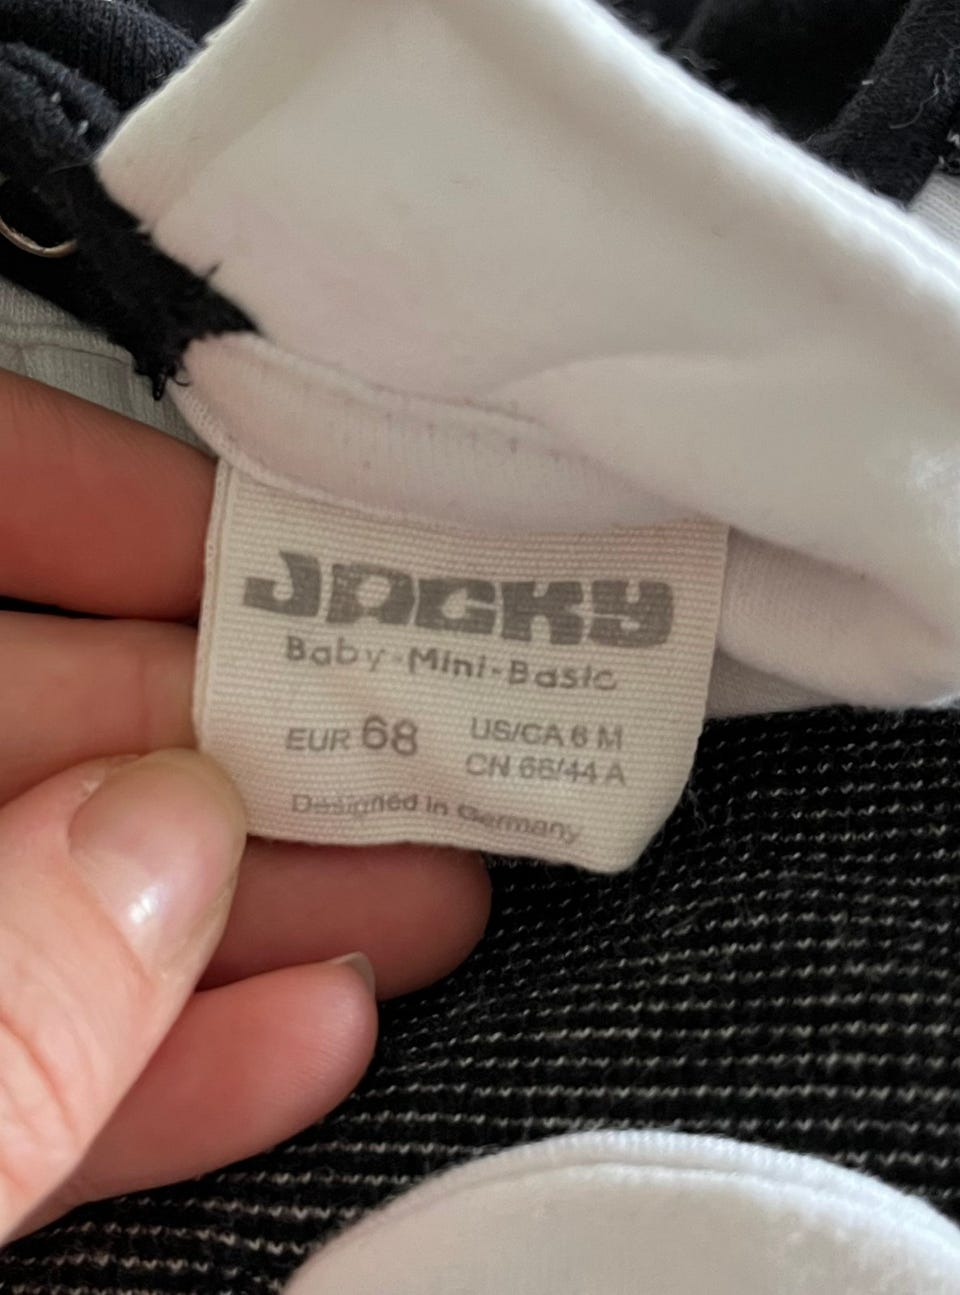 JACKY
Baby-Mini-Basic
EUR 68
US/CA 6 M
CN 66/44 A
Designed in Germany